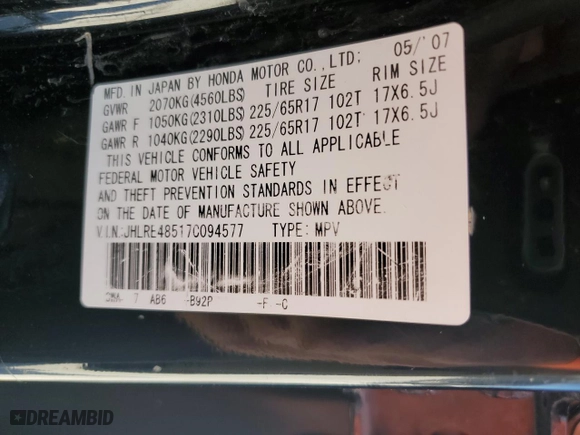 MFD. IN JAPAN BY HONDA MOTOR CO., LTD; 05/'07
GVWR 2070KG(4560LBS) TIRE SIZE RIM SIZE
GAWR F 1050KG(2310LBS) 225/65R17 102T 17X6.5J
GAWR R 1040KG(2290LBS) 225/65R17 102T 17X6.5J
THIS VEHICLE CONFORMS TO ALL APPLICABLE
FEDERAL MOTOR VEHICLE SAFETY
AND THEFT PREVENTION STANDARDS IN EFFECT
ON THE DATE OF MANUFACTURE SHOWN ABOVE.
V.I.N.:JHLRE48517C094577 TYPE: MPV
7 AB6 -B92P -F -C
DREAMBID